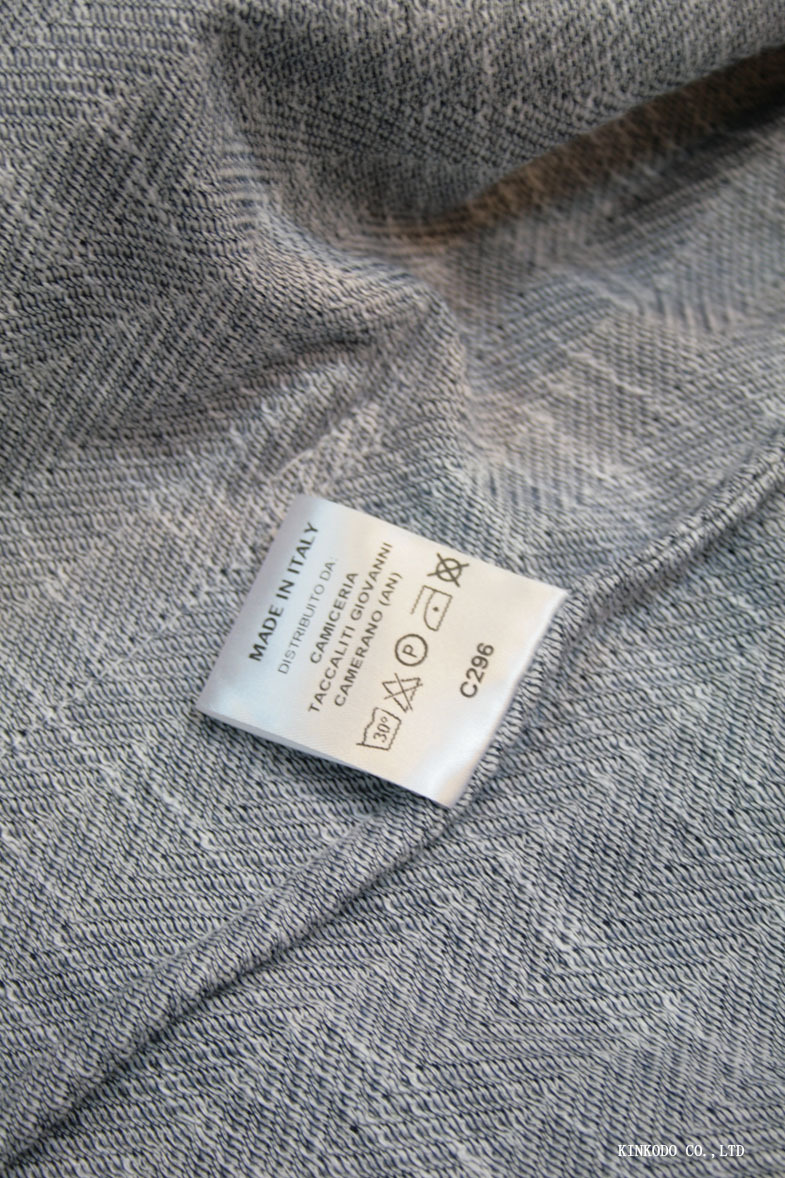 MADE IN ITALY
DISTRIBUITO DA:
CAMICERIA
TACCALITI GIOVANNI
CAMERANO (AN)
30°
P
C296
KINKODO CO.,LTD